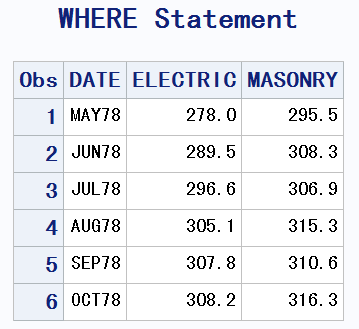 WHERE Statement
Obs DATE ELECTRIC MASONRY
1 MAY78 278.0 295.5
2 JUN78 289.5 308.3
3 JUL78 296.6 306.9
4 AUG78 305.1 315.3
5 SEP78 307.8 310.6
6 OCT78 308.2 316.3